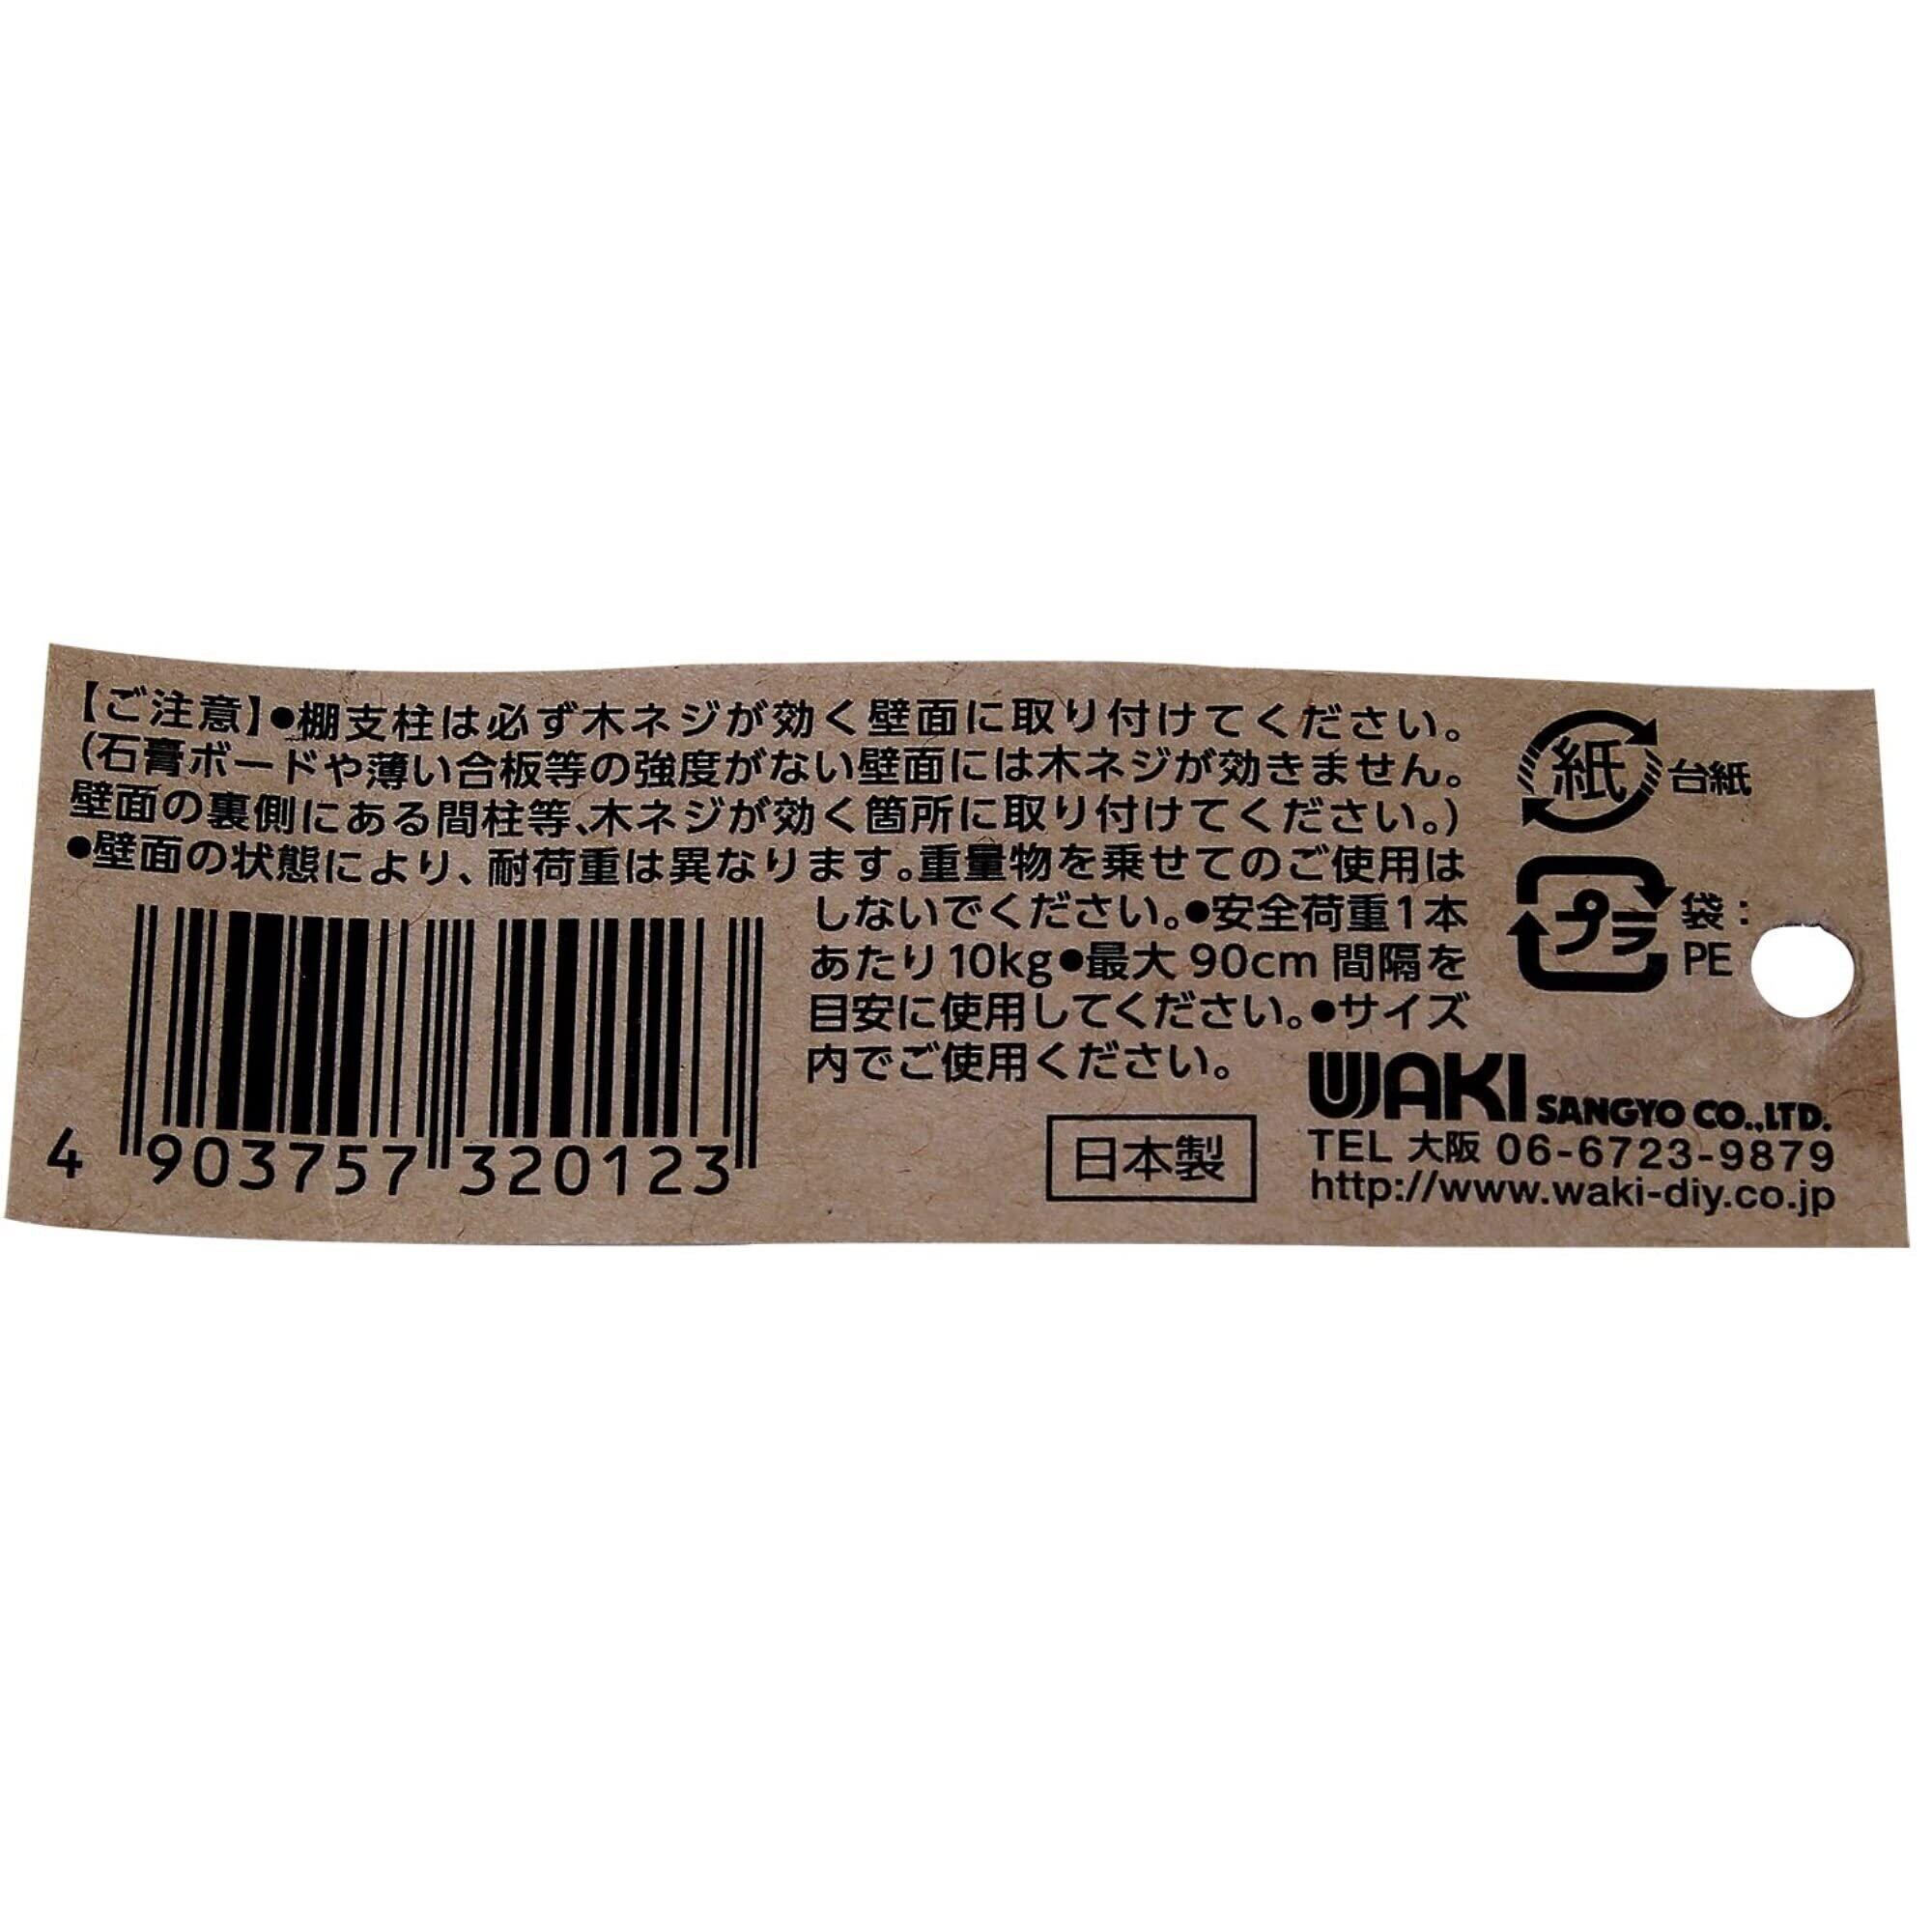 【ご注意】●棚支柱は必ず木ネジが効く壁面に取り付けてください。
(石膏ボードや薄い合板等の強度がない壁面には木ネジが効きません。
壁面の裏側にある間柱等、木ネジが効く箇所に取り付けてください。)
●壁面の状態により、耐荷重は異なります。重量物を乗せてのご使用は
しないでください。●安全荷重1本
あたり10kg●最大 90cm 間隔を
目安に使用してください。●サイズ
内でご使用ください。
4 903757 320123
日本製
紙 台紙
プラ 袋:
PE
WAKI SANGYO CO.,LTD.
TEL 大阪 06-6723-9879
http://www.waki-diy.co.jp